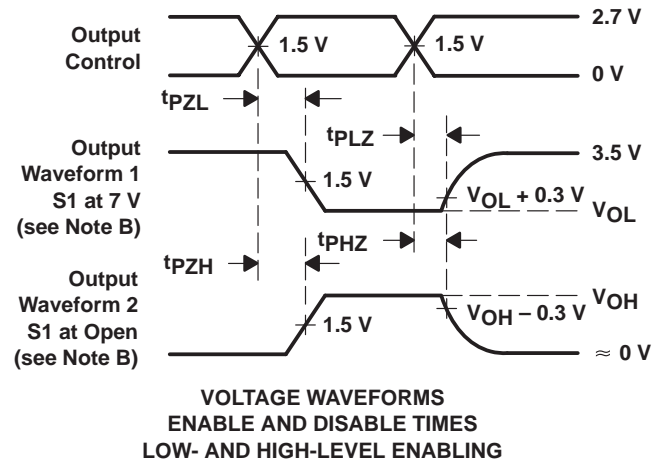 2.7 V
Output
Control
1.5 V
1.5 V
0 V
tPZL
tPLZ
Output
Waveform 1
S1 at 7 V
(see Note B)
3.5 V
1.5 V
VOL + 0.3 V
VOL
tPZH
tPHZ
Output
Waveform 2
S1 at Open
(see Note B)
VOH
1.5 V
VOH – 0.3 V
≈ 0 V
VOLTAGE WAVEFORMS
ENABLE AND DISABLE TIMES
LOW- AND HIGH-LEVEL ENABLING